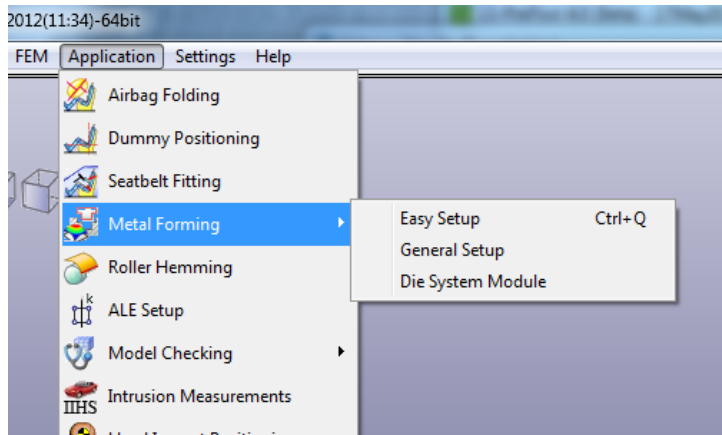 2012(11:34)-64bit
FEM Application Settings Help
Airbag Folding
Dummy Positioning
Seatbelt Fitting
Metal Forming
Easy Setup Ctrl+Q
General Setup
Die System Module
Roller Hemming
k
ALE Setup
Model Checking
Intrusion Measurements
IIHS